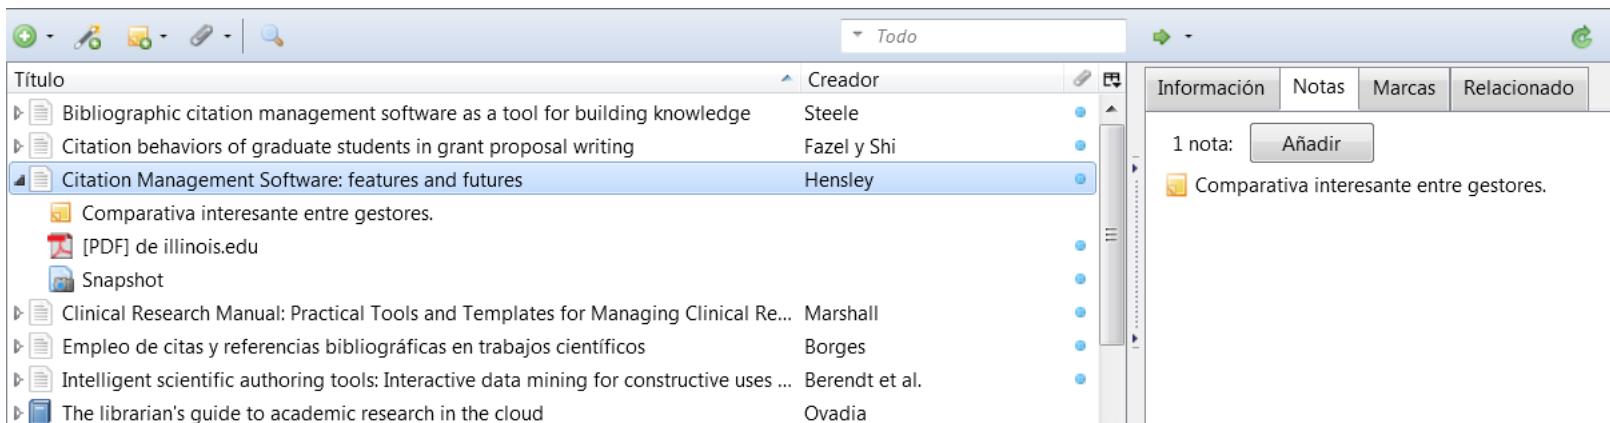 Todo
Título Creador
Información Notas Marcas Relacionado
Bibliographic citation management software as a tool for building knowledge Steele
1 nota: Añadir
Citation behaviors of graduate students in grant proposal writing Fazel y Shi
Citation Management Software: features and futures Hensley
Comparativa interesante entre gestores.
Comparativa interesante entre gestores.
[PDF] de illinois.edu
Snapshot
Clinical Research Manual: Practical Tools and Templates for Managing Clinical Re... Marshall
Empleo de citas y referencias bibliográficas en trabajos científicos Borges
Intelligent scientific authoring tools: Interactive data mining for constructive uses ... Berendt et al.
The librarian's guide to academic research in the cloud Ovadia